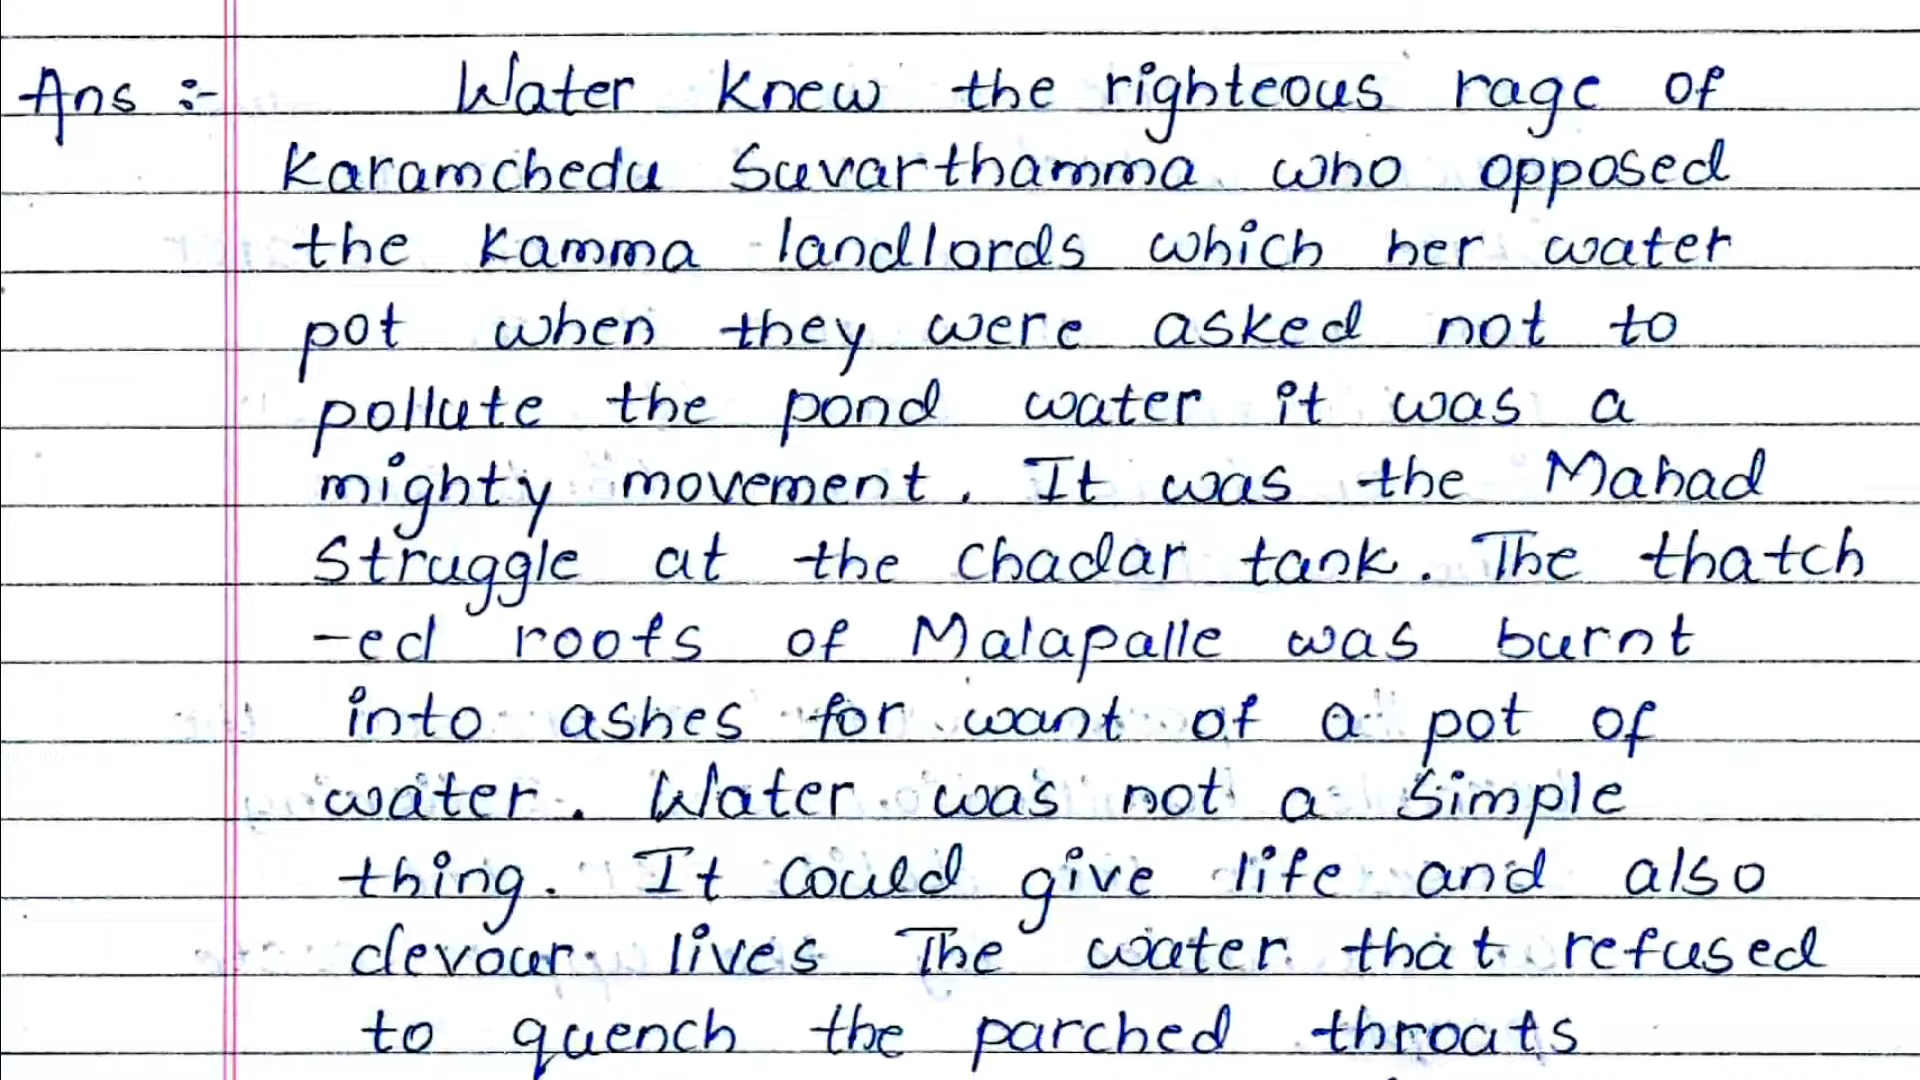 Ans :- Water knew the righteous rage of
Karamchedu Suvarthamma who opposed
the Kamma landlords which her water
pot when they were asked not to
pollute the pond water it was a
mighty movement. It was the Mahad
Struggle at the Chadar tank. The thatch
-ed roofs of Malapalle was burnt
into ashes for want of a pot of
water. Water was not a simple
thing. It could give life and also
devour lives The water that refused
to quench the parched throats